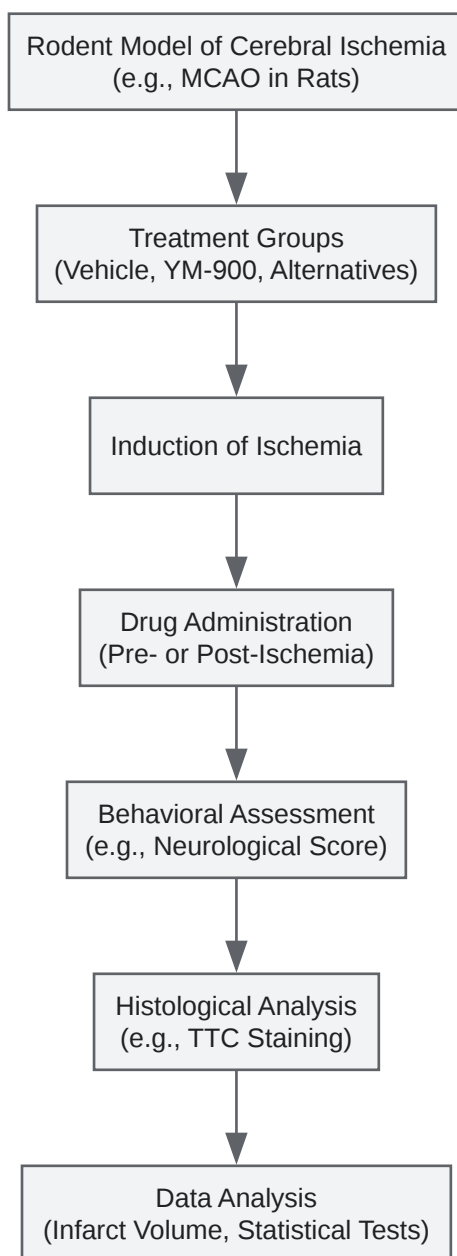 Rodent Model of Cerebral Ischemia
(e.g., MCAO in Rats)
Treatment Groups
(Vehicle, YM-900, Alternatives)
Induction of Ischemia
Drug Administration
(Pre- or Post-Ischemia)
Behavioral Assessment
(e.g., Neurological Score)
Histological Analysis
(e.g., TTC Staining)
Data Analysis
(Infarct Volume, Statistical Tests)